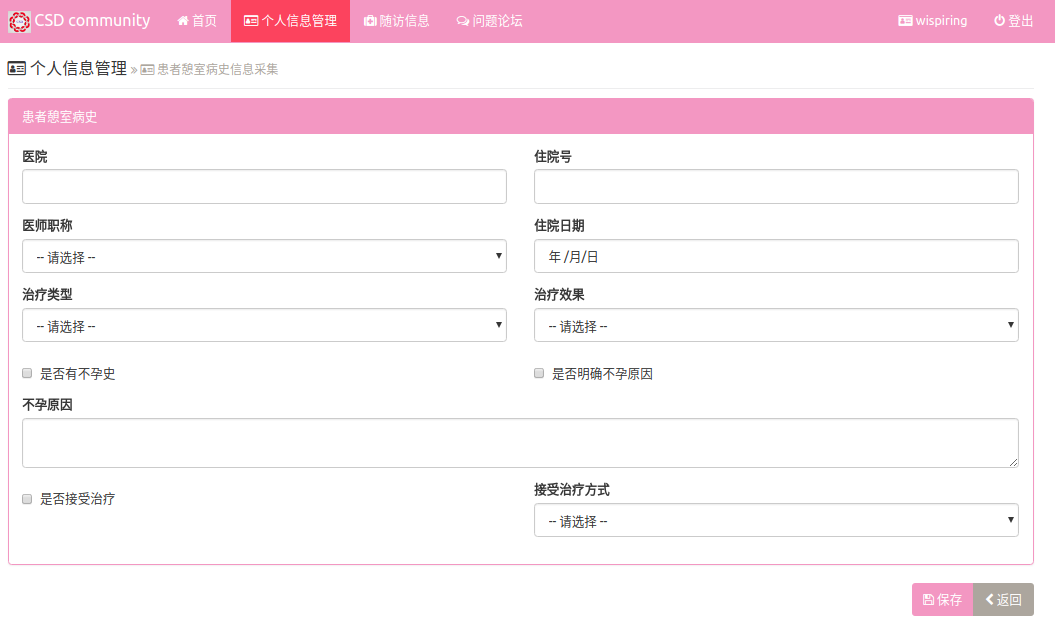 CSD community 首页 个人信息管理 随访信息 问题论坛 wispiring 登出
个人信息管理 » 患者憩室病史信息采集
患者憩室病史
医院 住院号
医师职称 住院日期
-- 请选择 -- 年 /月/日
治疗类型 治疗效果
-- 请选择 -- -- 请选择 --
是否有不孕史 是否明确不孕原因
不孕原因
接受治疗方式
是否接受治疗
-- 请选择 --
保存 返回